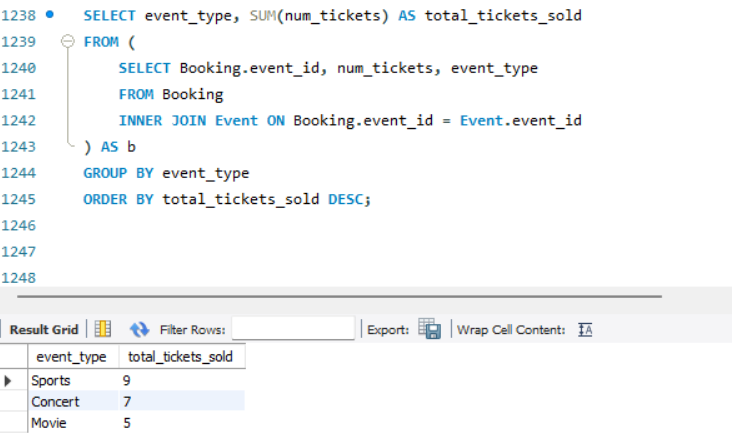 1238 SELECT event_type, SUM(num_tickets) AS total_tickets_sold
1239 FROM (
1240 SELECT Booking.event_id, num_tickets, event_type
1241 FROM Booking
1242 INNER JOIN Event ON Booking.event_id = Event.event_id
1243 ) AS b
1244 GROUP BY event_type
1245 ORDER BY total_tickets_sold DESC;
1246
1247
1248
Result Grid Filter Rows: Export: Wrap Cell Content:
event_type total_tickets_sold
Sports 9
Concert 7
Movie 5